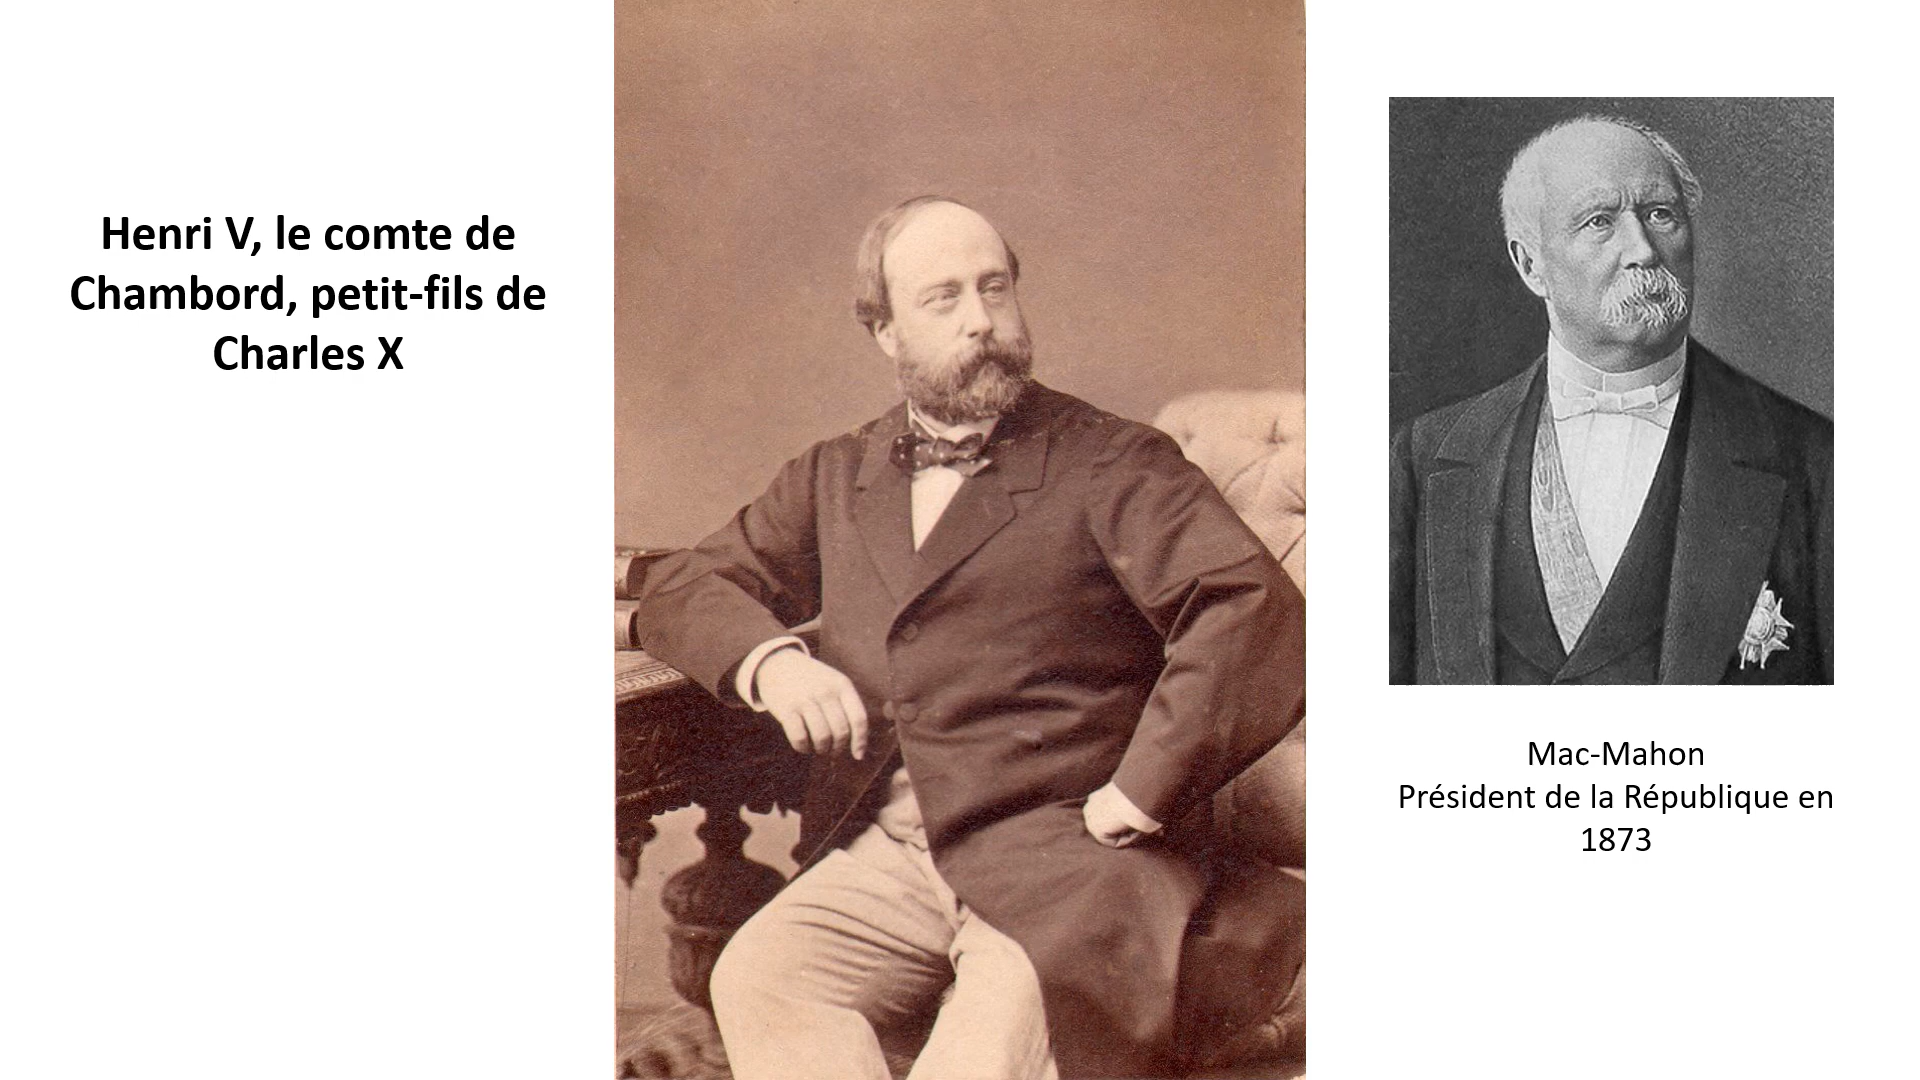 Henri V, le comte de
Chambord, petit-fils de
Charles X
Mac-Mahon
Président de la République en
1873